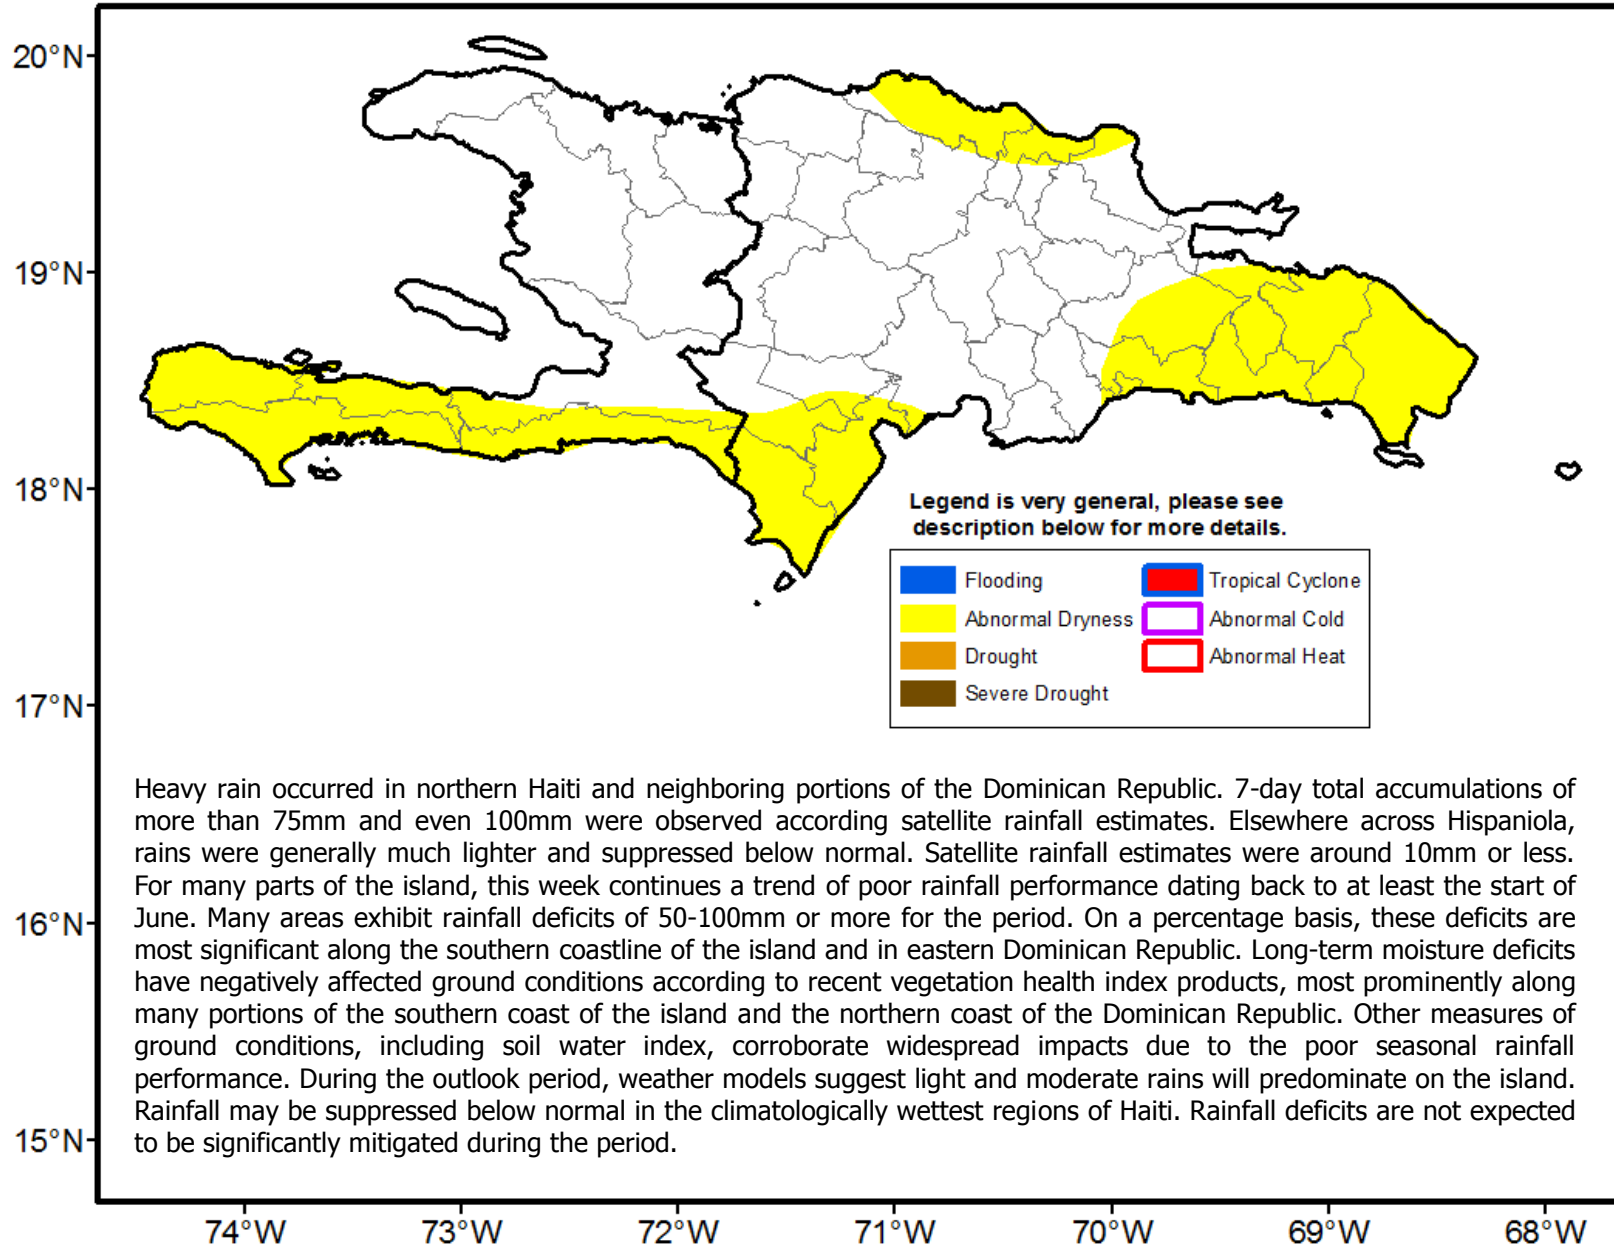 20°N
19°N
18°N
17°N
16°N
15°N
Legend is very general, please see
description below for more details.
Flooding
Tropical Cyclone
Abnormal Dryness
Abnormal Cold
Drought
Abnormal Heat
Severe Drought
Heavy rain occurred in northern Haiti and neighboring portions of the Dominican Republic. 7-day total accumulations of
more than 75mm and even 100mm were observed according satellite rainfall estimates. Elsewhere across Hispaniola,
rains were generally much lighter and suppressed below normal. Satellite rainfall estimates were around 10mm or less.
For many parts of the island, this week continues a trend of poor rainfall performance dating back to at least the start of
June. Many areas exhibit rainfall deficits of 50-100mm or more for the period. On a percentage basis, these deficits are
most significant along the southern coastline of the island and in eastern Dominican Republic. Long-term moisture deficits
have negatively affected ground conditions according to recent vegetation health index products, most prominently along
many portions of the southern coast of the island and the northern coast of the Dominican Republic. Other measures of
ground conditions, including soil water index, corroborate widespread impacts due to the poor seasonal rainfall
performance. During the outlook period, weather models suggest light and moderate rains will predominate on the island.
Rainfall may be suppressed below normal in the climatologically wettest regions of Haiti. Rainfall deficits are not expected
to be significantly mitigated during the period.
74°W 73°W 72°W 71°W 70°W 69°W 68°W